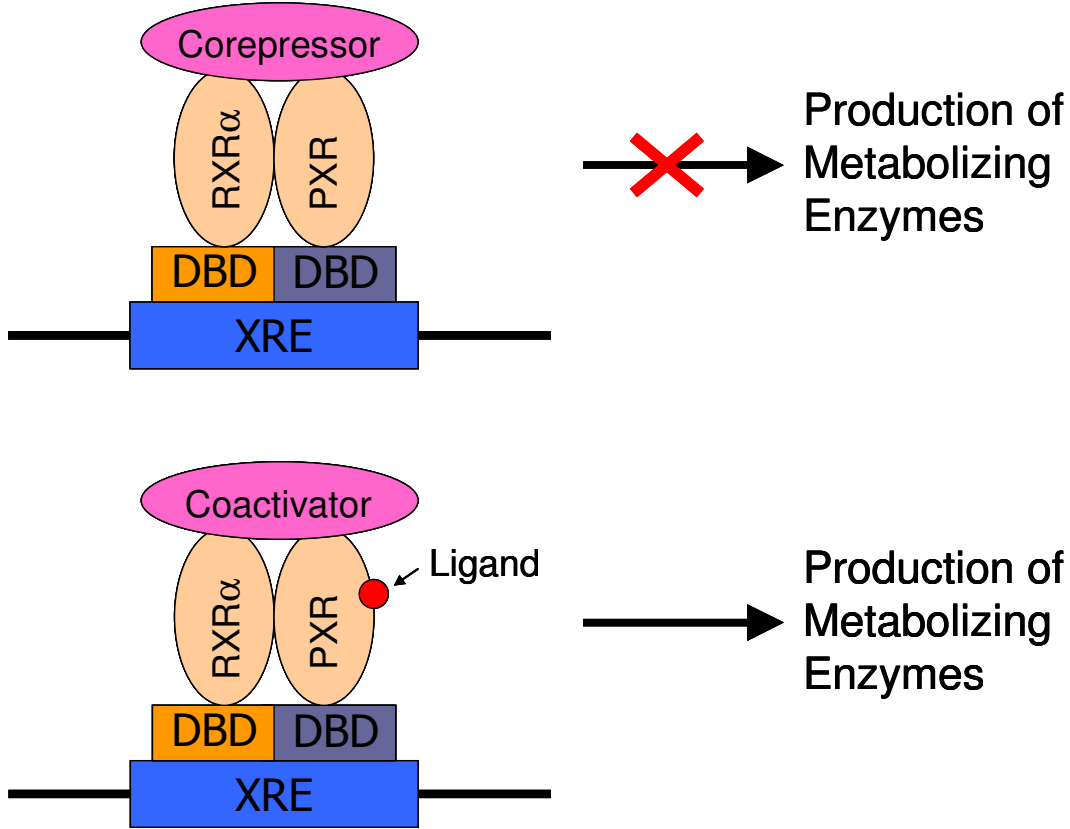 Corepressor
RXRα
PXR
DBD
DBD
XRE
Production of
Metabolizing
Enzymes
Coactivator
Ligand
RXRα
PXR
DBD
DBD
XRE
Production of
Metabolizing
Enzymes